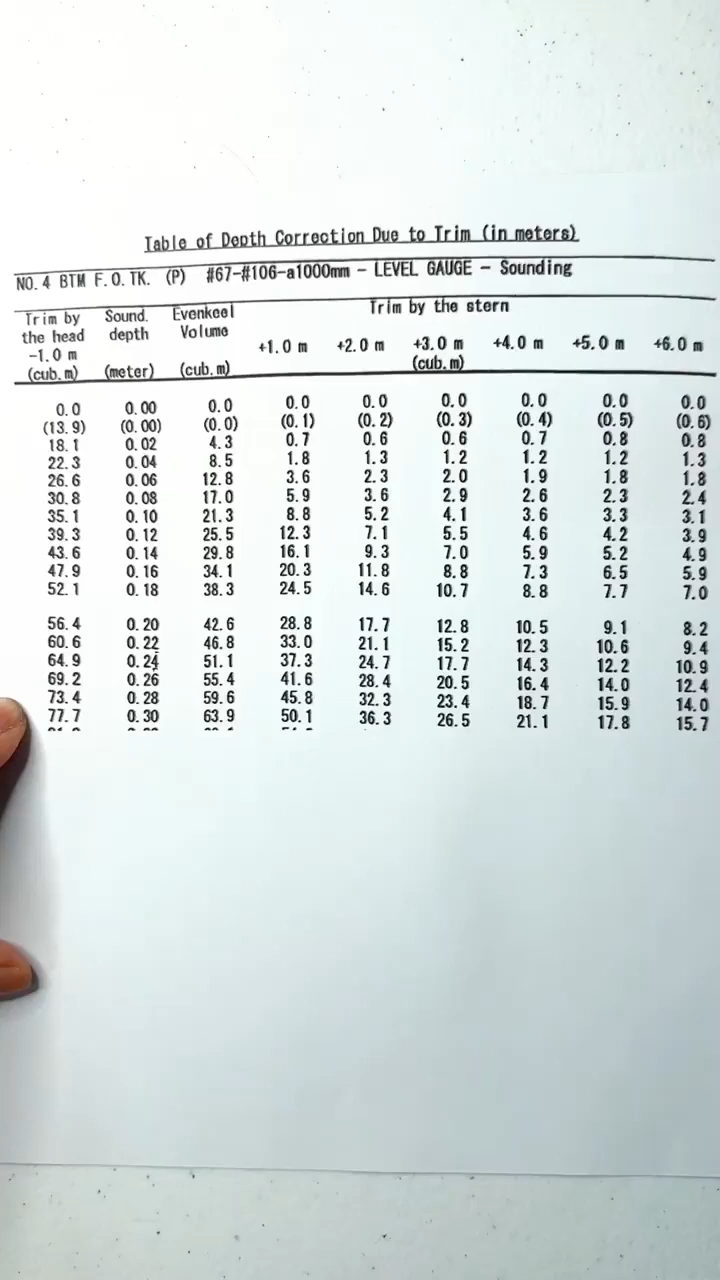 Table of Depth Correction Due to Trim (in meters)
NO. 4 BTM F. O. TK. (P) #67-#106-a1000mm - LEVEL GAUGE - Sounding
Trim by the head -1.0 m (cub. m) Sound. depth (meter) Evenkeel Volume (cub. m) Trim by the stern
+1.0 m +2.0 m +3.0 m +4.0 m +5.0 m +6.0 m
(cub. m)
0.0 0.00 0.0 0.0 0.0 0.0 0.0 0.0 0.0
(13.9) (0.00) (0.0) (0.1) (0.2) (0.3) (0.4) (0.5) (0.6)
18.1 0.02 4.3 0.7 0.6 0.6 0.7 0.8 0.8
22.3 0.04 8.5 1.8 1.3 1.2 1.2 1.2 1.3
26.6 0.06 12.8 3.6 2.3 2.0 1.9 1.8 1.8
30.8 0.08 17.0 5.9 3.6 2.9 2.6 2.3 2.4
35.1 0.10 21.3 8.8 5.2 4.1 3.6 3.3 3.1
39.3 0.12 25.5 12.3 7.1 5.5 4.6 4.2 3.9
43.6 0.14 29.8 16.1 9.3 7.0 5.9 5.2 4.9
47.9 0.16 34.1 20.3 11.8 8.8 7.3 6.5 5.9
52.1 0.18 38.3 24.5 14.6 10.7 8.8 7.7 7.0
56.4 0.20 42.6 28.8 17.7 12.8 10.5 9.1 8.2
60.6 0.22 46.8 33.0 21.1 15.2 12.3 10.6 9.4
64.9 0.24 51.1 37.3 24.7 17.7 14.3 12.2 10.9
69.2 0.26 55.4 41.6 28.4 20.5 16.4 14.0 12.4
73.4 0.28 59.6 45.8 32.3 23.4 18.7 15.9 14.0
77.7 0.30 63.9 50.1 36.3 26.5 21.1 17.8 15.7